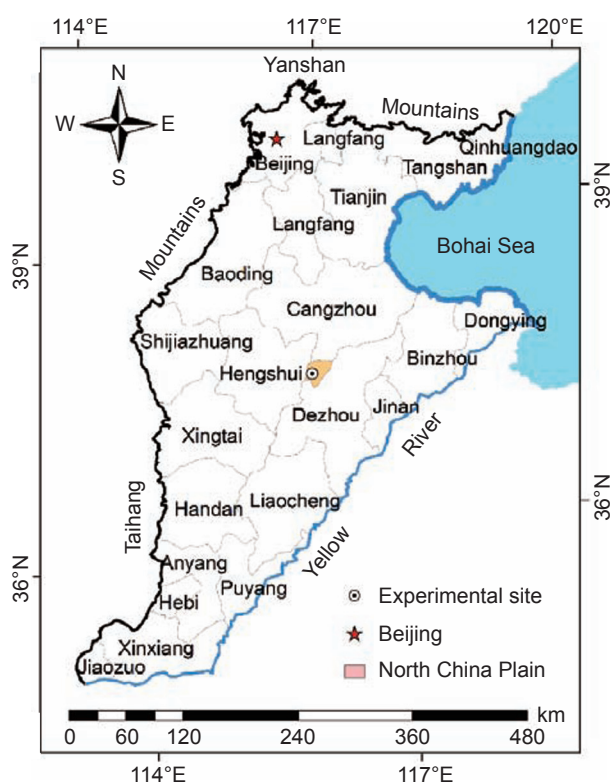 114°E 117°E 120°E
Yanshan
N
Mountains
W E
Langfang
Qinhuangdao
S
Beijing
Tangshan
39°N
Tianjin
Mountains
Langfang
Bohai Sea
39°N
Baoding
Cangzhou
Dongying
Shijiazhuang
Binzhou
Hengshui
Dezhou
Jinan
Xingtai
River
Taihang
Handan
Liaocheng
36°N
Yellow
Anyang
36°N
Puyang
Hebi
Experimental site
Beijing
Xinxiang
Jiaozuo
North China Plain
km
0 60 120 240 360 480
114°E 117°E